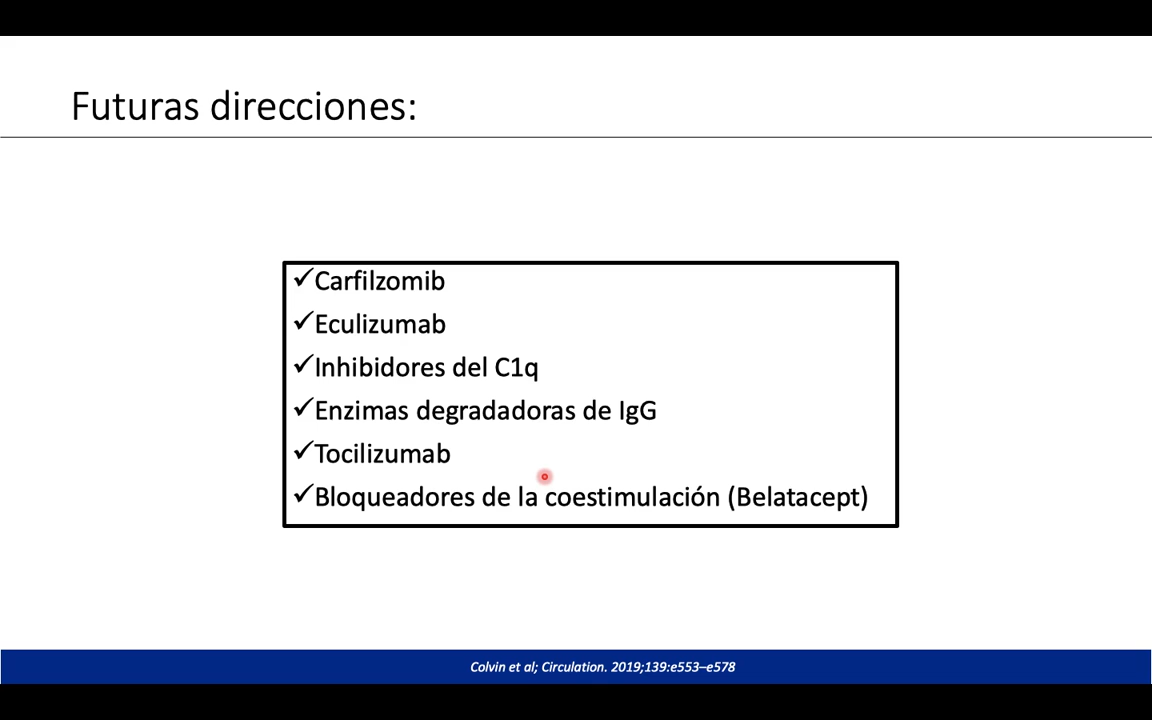 Futuras direcciones:
✓Carfilzomib
✓Eculizumab
✓Inhibidores del C1q
✓Enzimas degradadoras de IgG
✓Tocilizumab
✓Bloqueadores de la coestimulación (Belatacept)
Colvin et al; Circulation. 2019;139:e553–e578